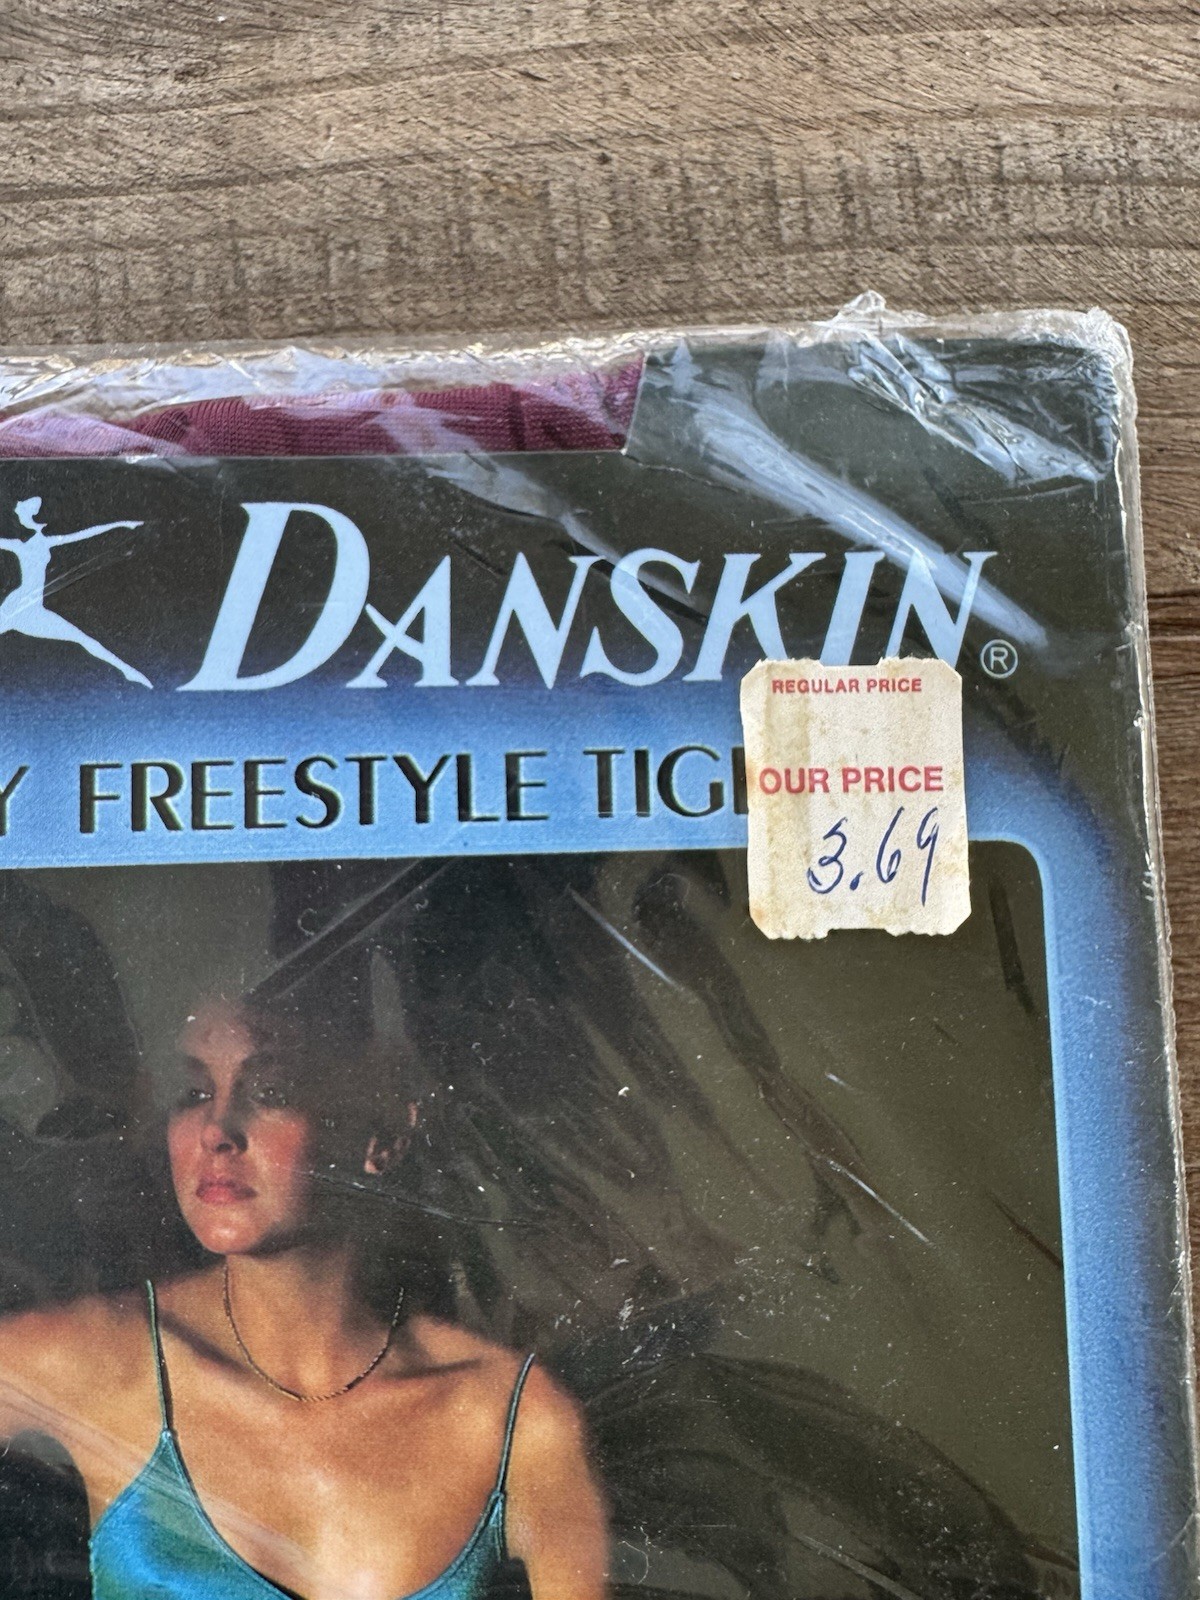 DANSKIN®
Y FREESTYLE TIG
REGULAR PRICE
OUR PRICE
3.69